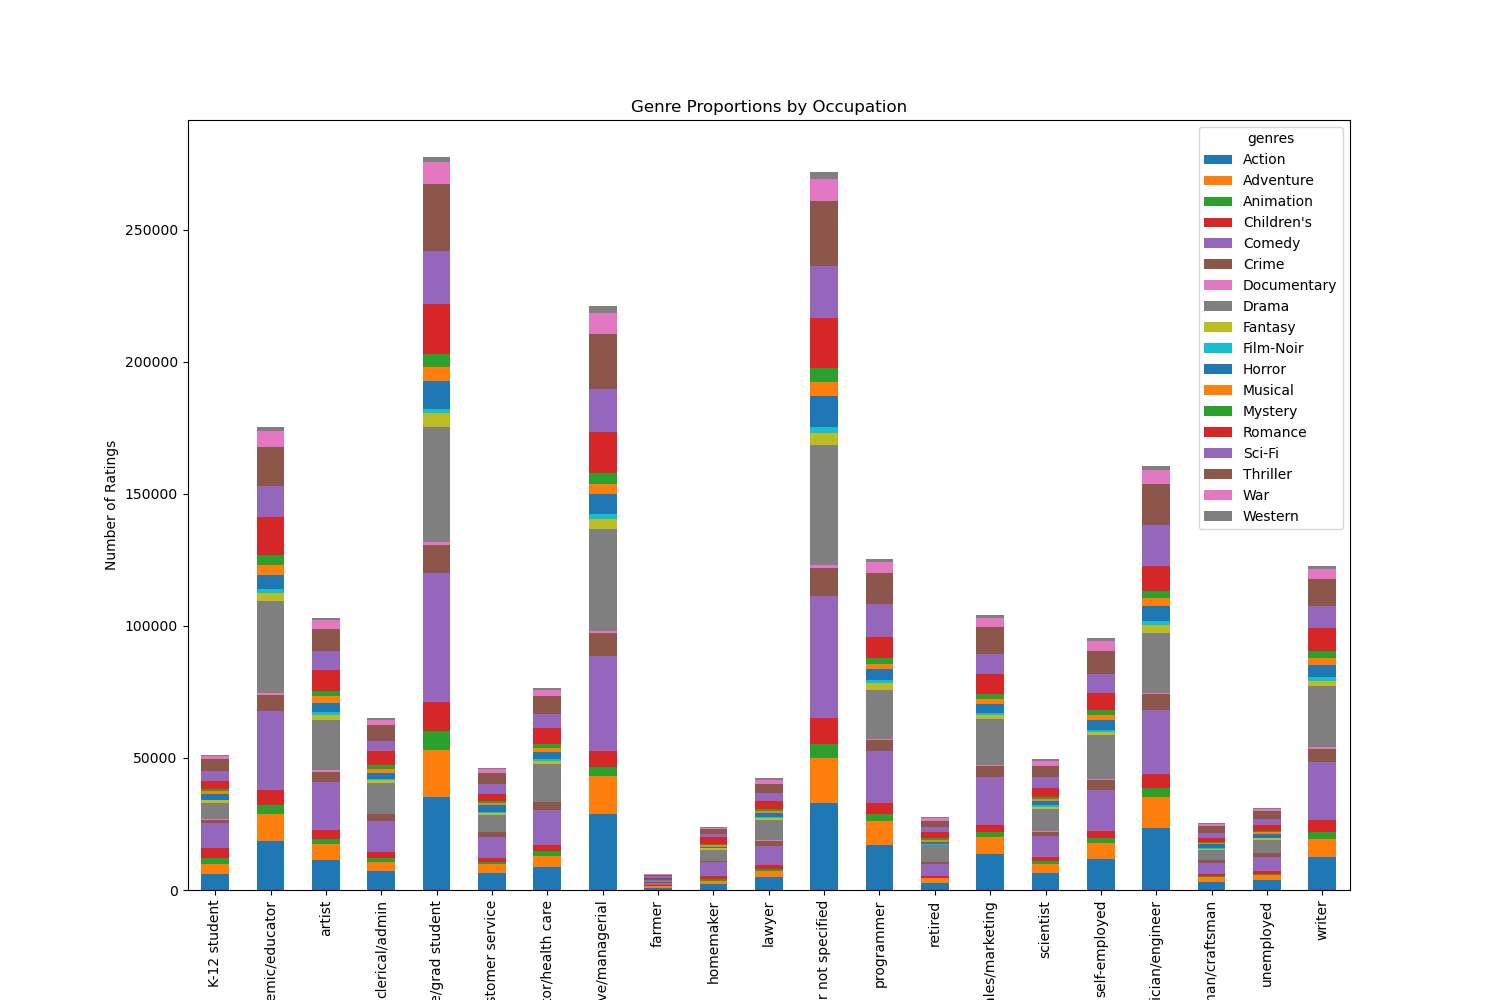 Genre Proportions by Occupation
Number of Ratings
250000
200000
150000
100000
50000
0
genres
Action
Adventure
Animation
Children's
Comedy
Crime
Documentary
Drama
Fantasy
Film-Noir
Horror
Musical
Mystery
Romance
Sci-Fi
Thriller
War
Western
K-12 student
emic/educator
artist
clerical/admin
e/grad student
stomer service
tor/health care
ve/managerial
farmer
homemaker
lawyer
r not specified
programmer
retired
ales/marketing
scientist
self-employed
ician/engineer
man/craftsman
unemployed
writer